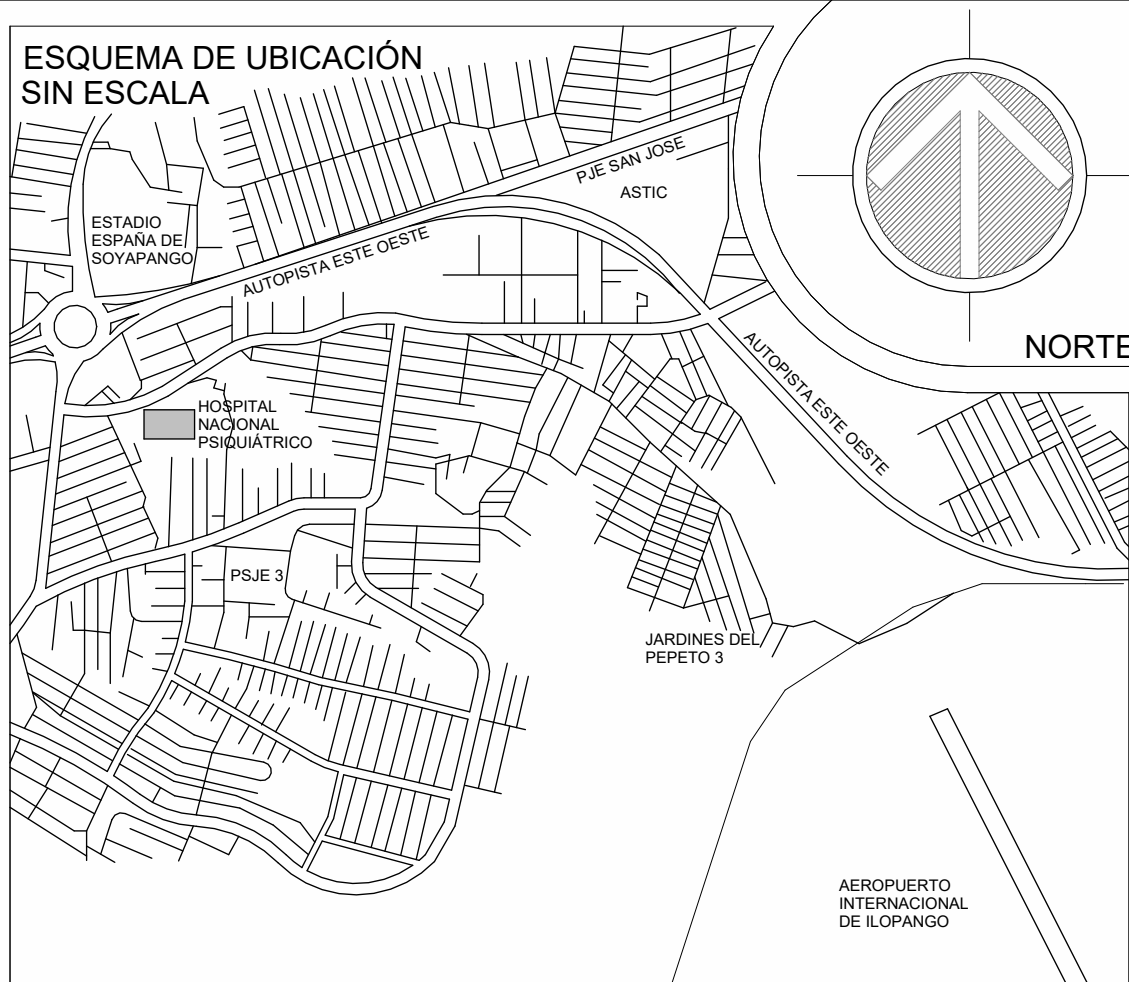 ESQUEMA DE UBICACIÓN
SIN ESCALA
PJE SAN JOSE
ASTIC
ESTADIO
ESPAÑA DE
SOYAPANGO
AUTOPISTA ESTE OESTE
NORTE
AUTOPISTA ESTE OESTE
HOSPITAL
NACIONAL
PSIQUIÁTRICO
PSJE 3
JARDINES DEL
PEPETO 3
AEROPUERTO
INTERNACIONAL
DE ILOPANGO